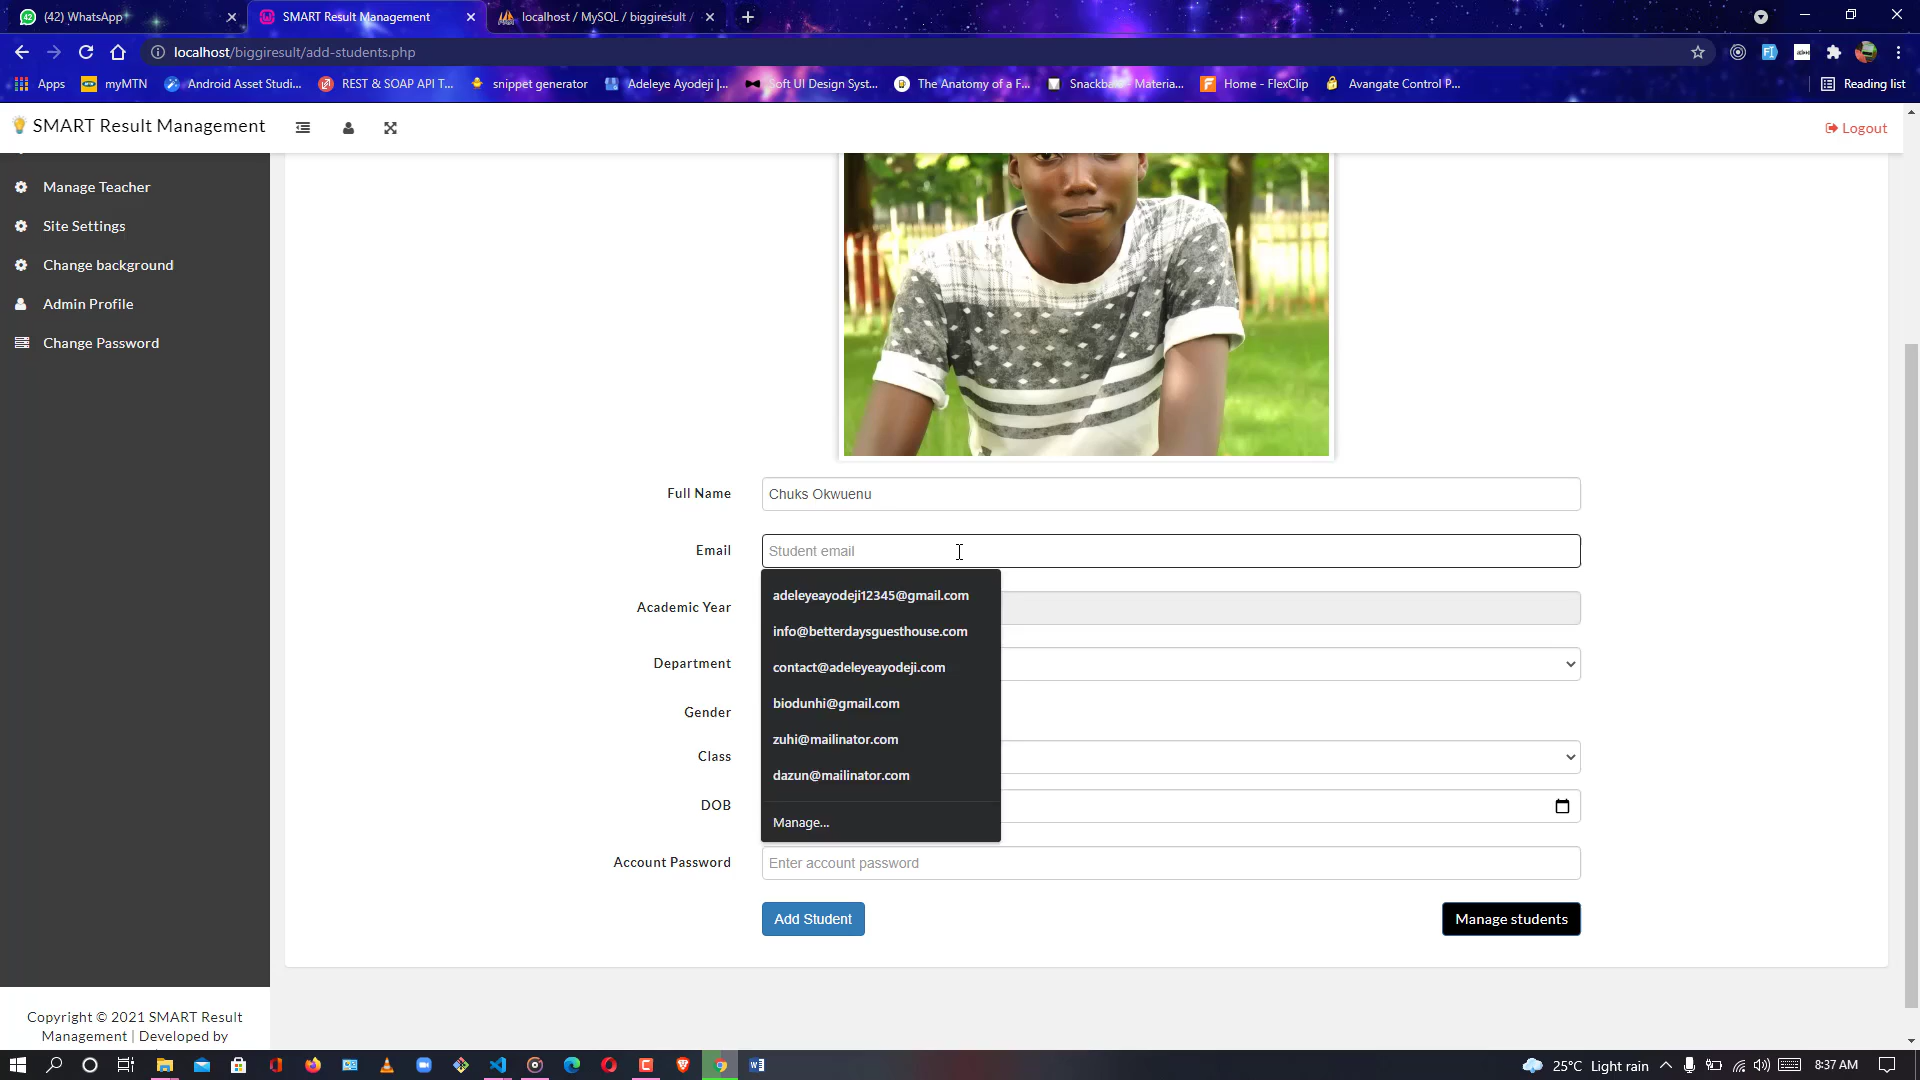 (42) WhatsApp
SMART Result Management
localhost / MySQL / biggiresult /
localhost/biggiresult/add-students.php
Apps
myMTN
Android Asset Studi...
REST & SOAP API T...
snippet generator
Adeleye Ayodeji |...
Soft UI Design Syst...
The Anatomy of a F...
Snackbars - Materia...
Home - FlexClip
Avangate Control P...
Reading list
SMART Result Management
Logout
Manage Teacher
Site Settings
Change background
Admin Profile
Change Password
Full Name
Chuks Okwuenu
Email
Student email
adeleyeayodeji12345@gmail.com
info@betterdaysguesthouse.com
contact@adeleyeayodeji.com
biodunhi@gmail.com
zuhi@mailinator.com
dazun@mailinator.com
Manage...
Academic Year
Department
Gender
Class
DOB
Account Password
Enter account password
Add Student
Manage students
Copyright © 2021 SMART Result
Management | Developed by
25°C Light rain
8:37 AM